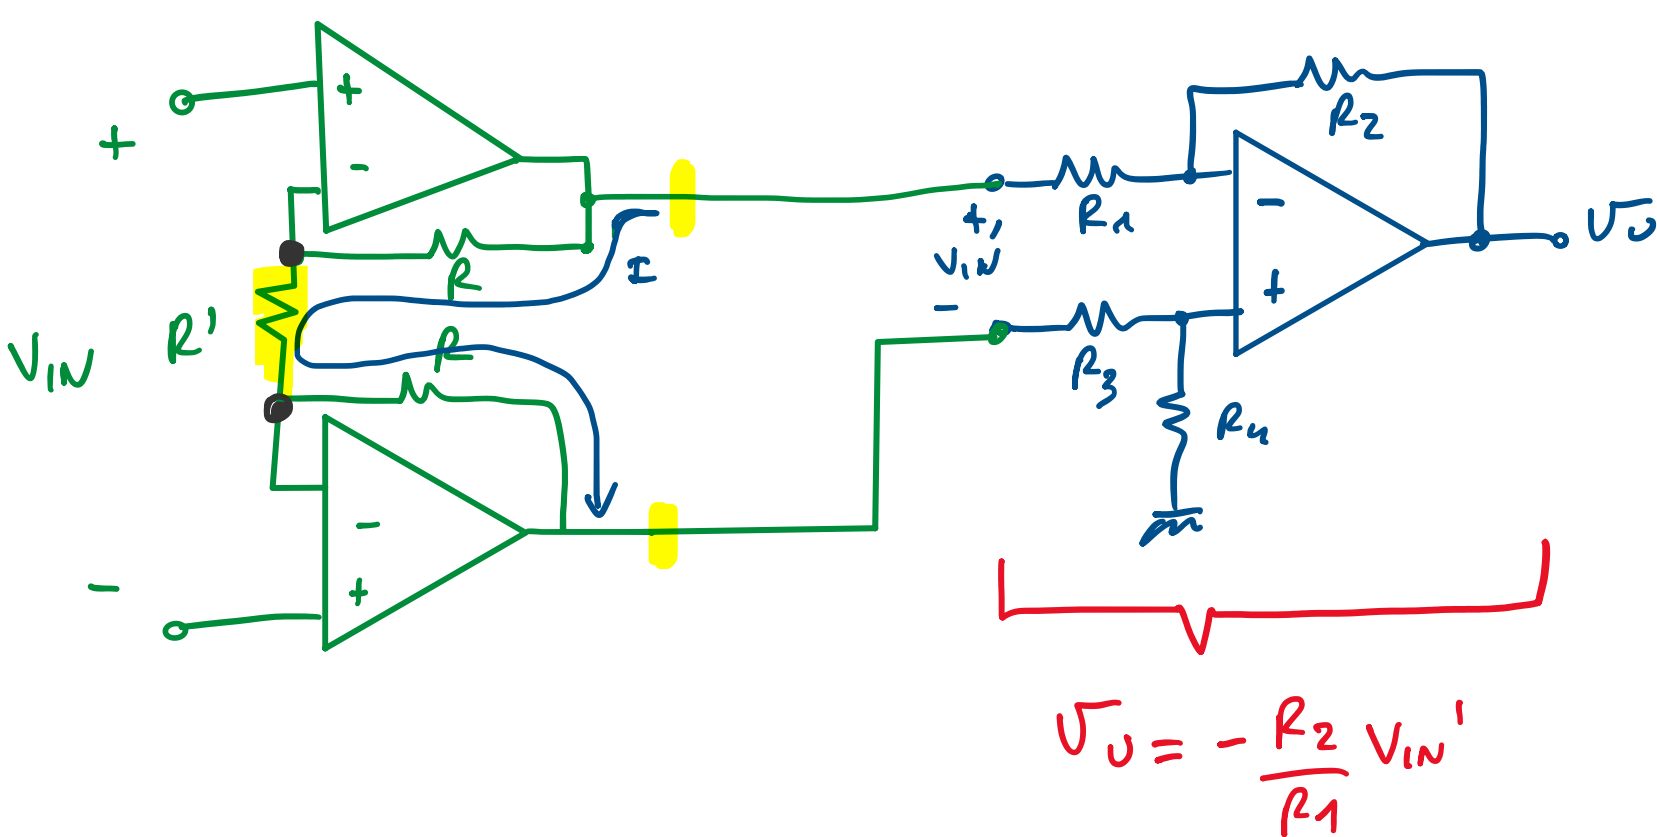 +
-
+
R
I
R
R'
V_IN
-
+
-
R1
R2
-
+
+,
V_IN
-
R3
R4
V_U
V_U = - R2/R1 V_IN'